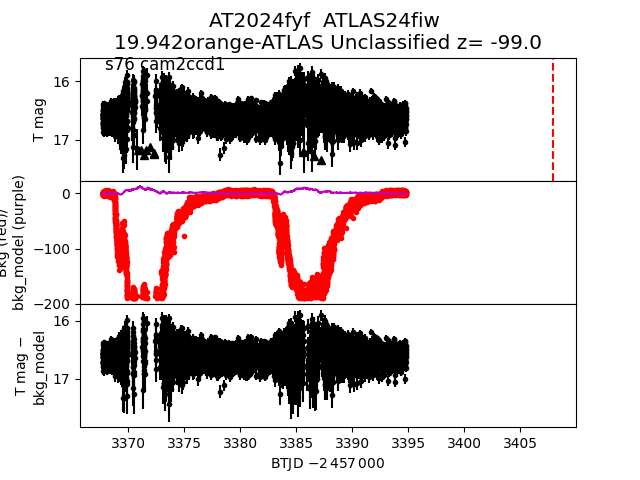 AT2024fyf  ATLAS24fiw
19.942orange-ATLAS Unclassified z= -99.0
s76 cam2ccd1
16
17
T mag
0
−100
−200
Bkg (red)/
bkg_model (purple)
16
17
T mag −
bkg_model
3370 3375 3380 3385 3390 3395 3400 3405
BTJD −2 457 000